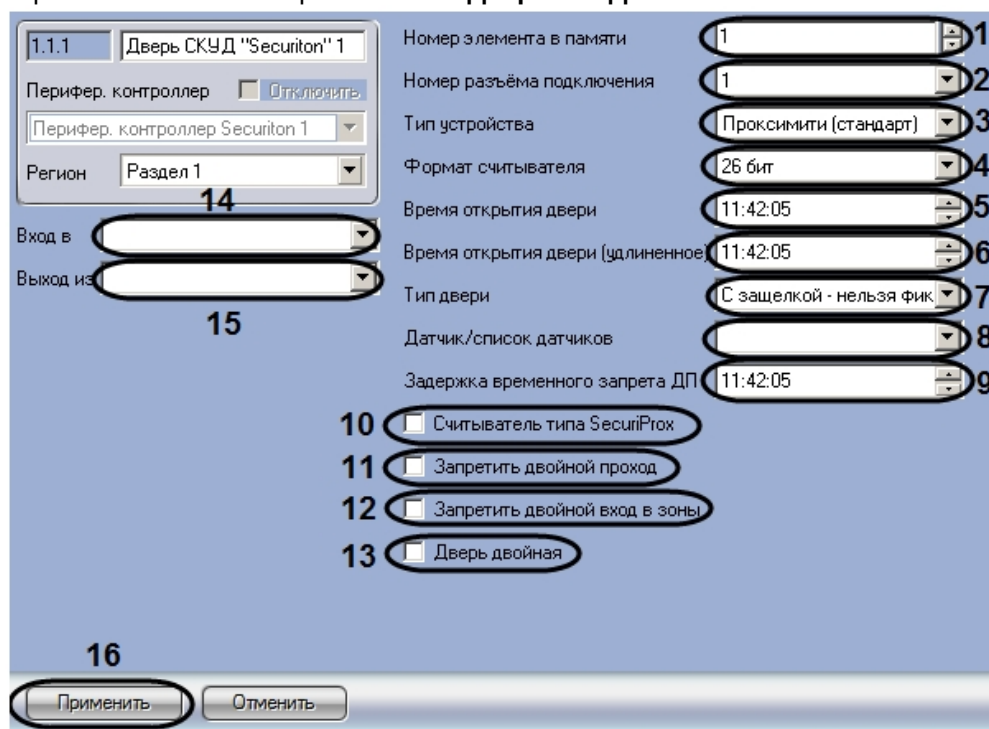 1.1.1 Дверь СКУД "Securiton" 1
Перифер. контроллер Отключить
Перифер. контроллер Securiton 1
Регион Раздел 1
14
Вход в
Выход из
15
Номер элемента в памяти 1 1
Номер разъёма подключения 1 2
Тип устройства Проксимити (стандарт) 3
Формат считывателя 26 бит 4
Время открытия двери 11:42:05 5
Время открытия двери (удлиненное) 11:42:05 6
Тип двери С защелкой - нельзя фик 7
Датчик/список датчиков 8
Задержка временного запрета ДП 11:42:05 9
10 Считыватель типа SecuriProx
11 Запретить двойной проход
12 Запретить двойной вход в зоны
13 Дверь двойная
16
Применить Отменить